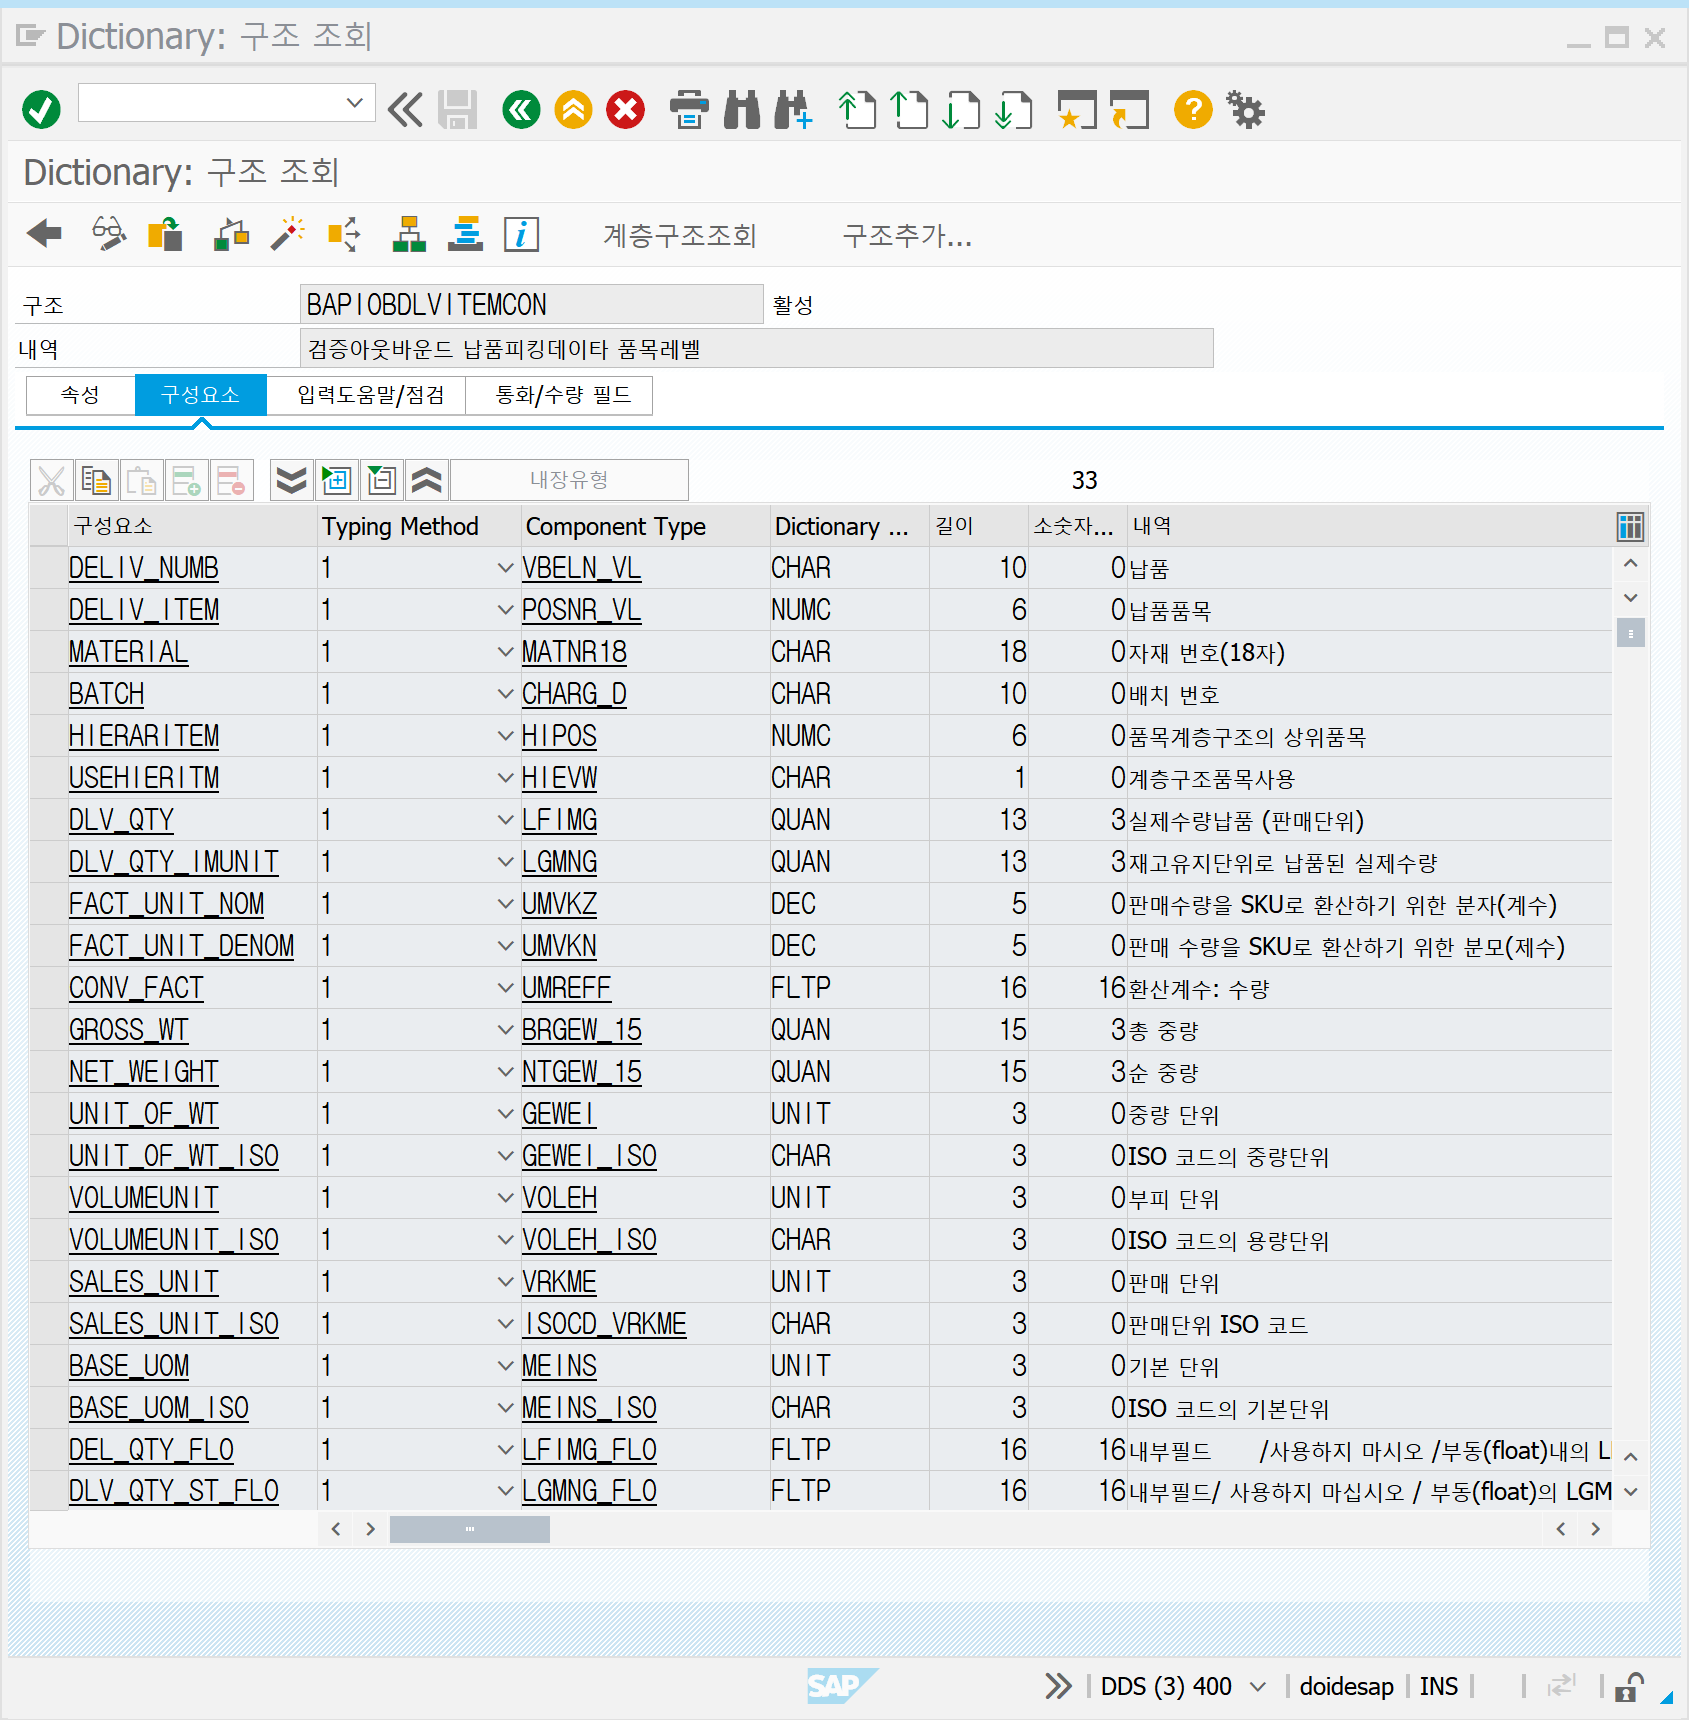 Dictionary: 구조 조회
Dictionary: 구조 조회
계층구조조회 구조추가...
구조 BAPIOBDLVITEMCON 활성
내역 검증아웃바운드 납품피킹데이타 품목레벨
속성 구성요소 입력도움말/점검 통화/수량 필드
내장유형 33
구성요소 Typing Method Component Type Dictionary ... 길이 소숫자... 내역
DELIV_NUMB 1 VBELN_VL CHAR 10 0 납품
DELIV_ITEM 1 POSNR_VL NUMC 6 0 납품품목
MATERIAL 1 MATNR18 CHAR 18 0 자재 번호(18자)
BATCH 1 CHARG_D CHAR 10 0 배치 번호
HIERARITEM 1 HIPOS NUMC 6 0 품목계층구조의 상위품목
USEHIERITM 1 HIEVW CHAR 1 0 계층구조품목사용
DLV_QTY 1 LFIMG QUAN 13 3 실제수량납품 (판매단위)
DLV_QTY_IMUNIT 1 LGMNG QUAN 13 3 재고유지단위로 납품된 실제수량
FACT_UNIT_NOM 1 UMVKZ DEC 5 0 판매수량을 SKU로 환산하기 위한 분자(계수)
FACT_UNIT_DENOM 1 UMVKN DEC 5 0 판매 수량을 SKU로 환산하기 위한 분모(제수)
CONV_FACT 1 UMREFF FLTP 16 16 환산계수: 수량
GROSS_WT 1 BRGEW_15 QUAN 15 3 총 중량
NET_WEIGHT 1 NTGEW_15 QUAN 15 3 순 중량
UNIT_OF_WT 1 GEWEI UNIT 3 0 중량 단위
UNIT_OF_WT_ISO 1 GEWEI_ISO CHAR 3 0 ISO 코드의 중량단위
VOLUMEUNIT 1 VOLEH UNIT 3 0 부피 단위
VOLUMEUNIT_ISO 1 VOLEH_ISO CHAR 3 0 ISO 코드의 용량단위
SALES_UNIT 1 VRKME UNIT 3 0 판매 단위
SALES_UNIT_ISO 1 ISOCD_VRKME CHAR 3 0 판매단위 ISO 코드
BASE_UOM 1 MEINS UNIT 3 0 기본 단위
BASE_UOM_ISO 1 MEINS_ISO CHAR 3 0 ISO 코드의 기본단위
DEL_QTY_FLO 1 LFIMG_FLO FLTP 16 16 내부필드 /사용하지 마시오 /부동(float)내의 L
DLV_QTY_ST_FLO 1 LGMNG_FLO FLTP 16 16 내부필드/ 사용하지 마십시오 / 부동(float)의 LGM
SAP DDS (3) 400 doidesap INS